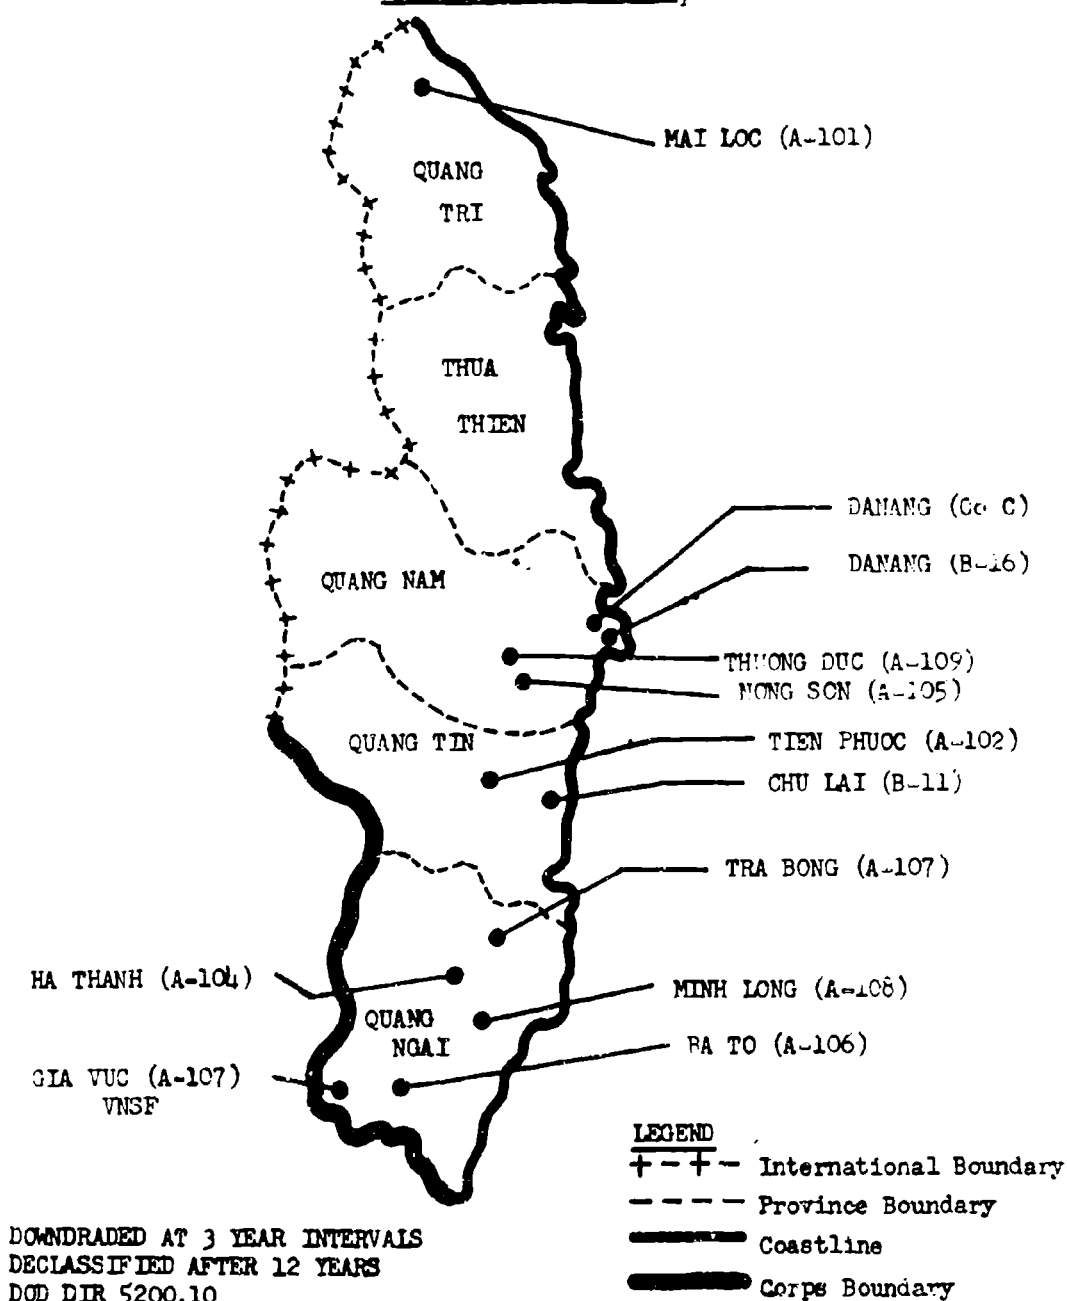 MAI LOC (A-101)
QUANG
TRI
THUA
THIEN
DANANG (Co C)
DANANG (B-16)
QUANG NAM
THUONG DUC (A-109)
NONG SON (A-105)
QUANG TIN
TIEN PHUOC (A-102)
CHU LAI (B-11)
TRA BONG (A-107)
HA THANH (A-104)
MINH LONG (A-108)
QUANG
NGAI
BA TO (A-106)
GIA VUC (A-107)
VNSF
LEGEND
International Boundary
Province Boundary
Coastline
Corps Boundary
DOWNDRADED AT 3 YEAR INTERVALS
DECLASSIFIED AFTER 12 YEARS
DOD DIR 5200.10